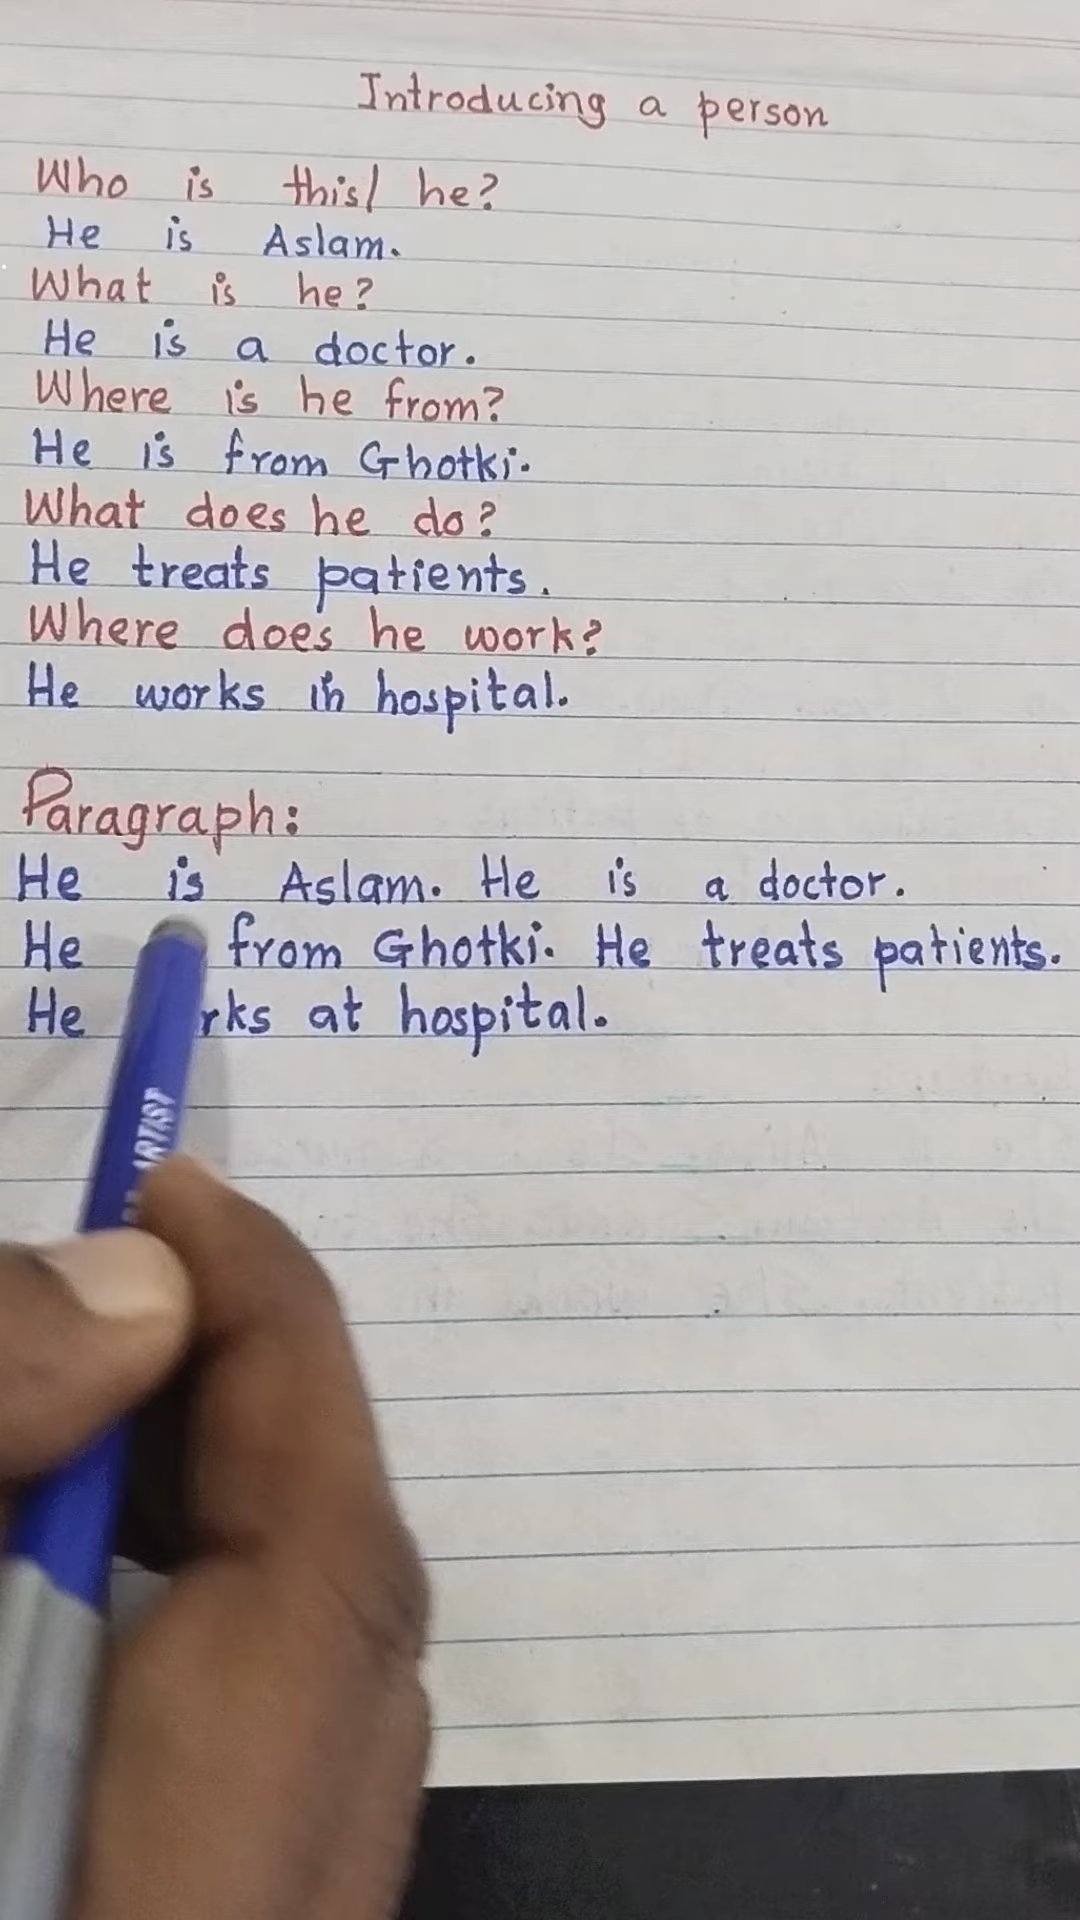 Introducing a person
Who is this/ he?
He is Aslam.
What is he?
He is a doctor.
Where is he from?
He is from Ghotki.
What does he do?
He treats patients.
Where does he work?
He works in hospital.
Paragraph:
He is Aslam. He is a doctor.
He from Ghotki. He treats patients.
He rks at hospital.
ARTIST